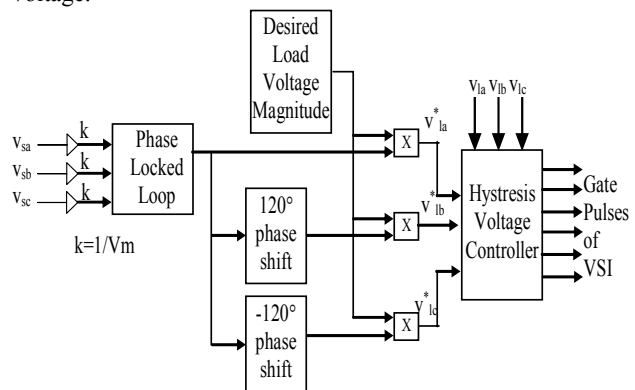 voltage.
Desired
Load
Voltage
Magnitude
v_sa k
v_sb k
v_sc k
Phase
Locked
Loop
k=1/Vm
120°
phase
shift
-120°
phase
shift
X
X
X
v*_la
v*_lb
v*_lc
v_la v_lb v_lc
Hystresis
Voltage
Controller
Gate
Pulses
of
VSI